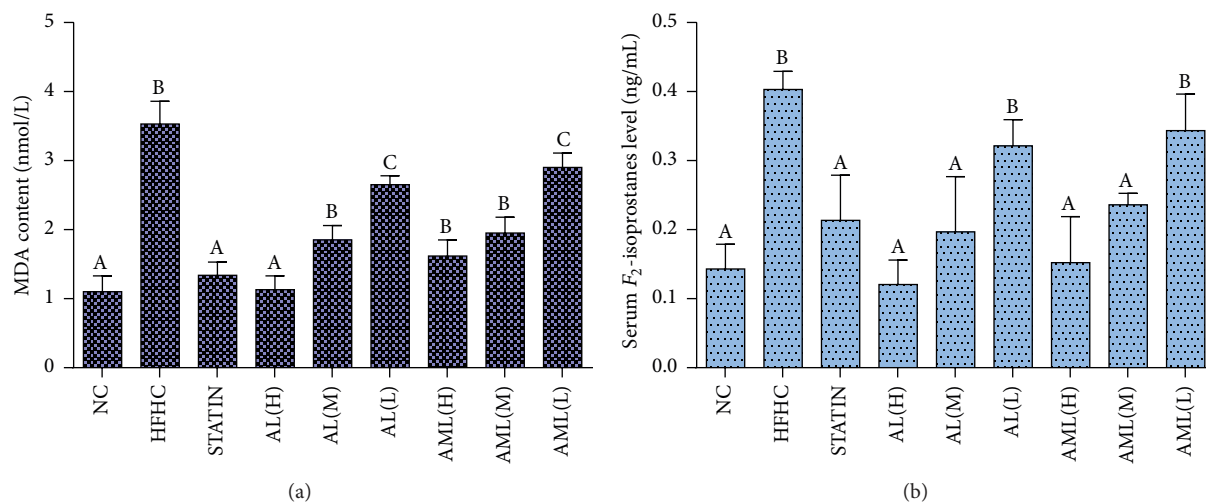 MDA content (nmol/L)
5
4
3
2
1
0
A
B
A
A
B
C
B
B
C
NC
HFHC
STATIN
AL(H)
AL(M)
AL(L)
AML(H)
AML(M)
AML(L)
(a)
Serum F₂-isoprostanes level (ng/mL)
0.5
0.4
0.3
0.2
0.1
0.0
A
B
A
A
A
B
A
A
B
NC
HFHC
STATIN
AL(H)
AL(M)
AL(L)
AML(H)
AML(M)
AML(L)
(b)